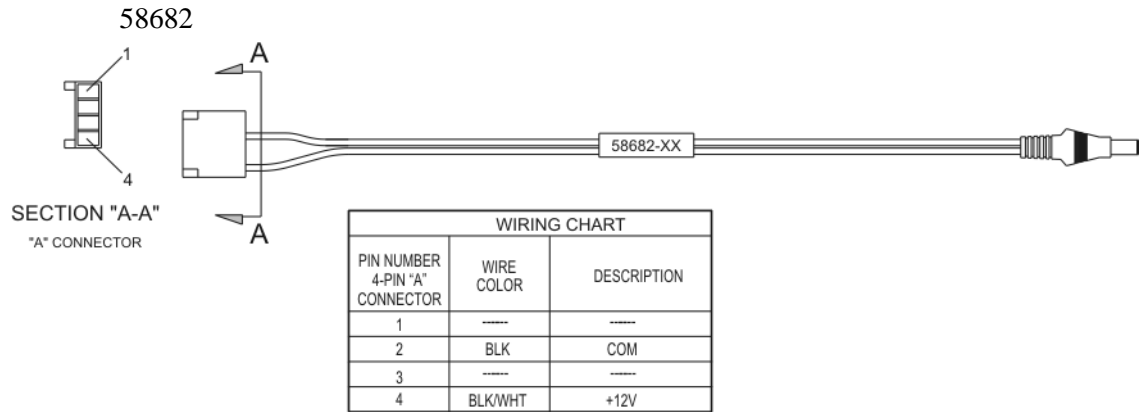 58682
1
4
SECTION "A-A"
"A" CONNECTOR
A
A
58682-XX
WIRING CHART
PIN NUMBER 4-PIN “A” CONNECTOR WIRE COLOR DESCRIPTION
1 ------ ------
2 BLK COM
3 ------ ------
4 BLK/WHT +12V